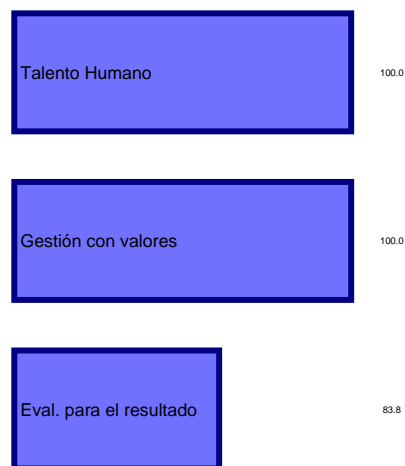 Talento Humano 100.0
Gestión con valores 100.0
Eval. para el resultado 83.8